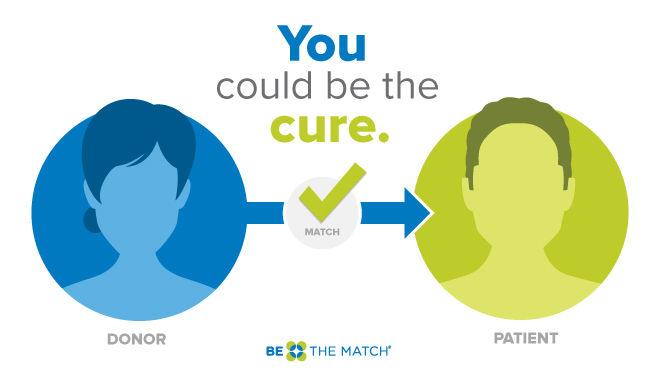 You
could be the
cure.
MATCH
DONOR
PATIENT
BE THE MATCH®